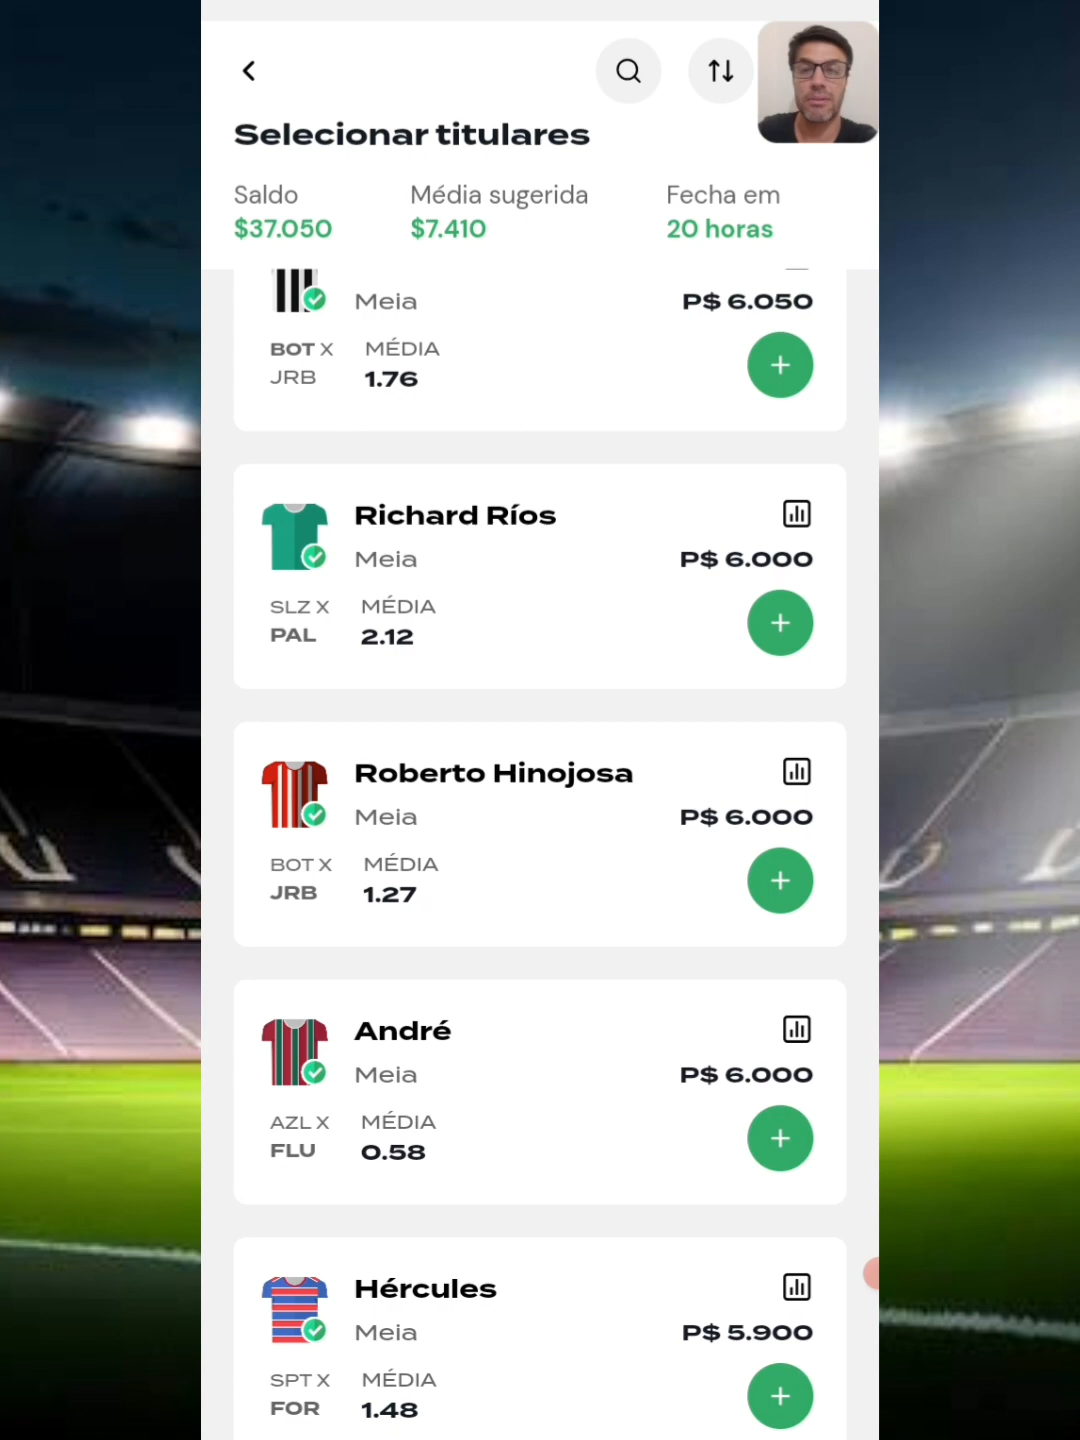 Selecionar titulares
Saldo Média sugerida Fecha em
$37.050 $7.410 20 horas
Meia P$ 6.050
BOT X MÉDIA
JRB 1.76
Richard Ríos
Meia P$ 6.000
SLZ X MÉDIA
PAL 2.12
Roberto Hinojosa
Meia P$ 6.000
BOT X MÉDIA
JRB 1.27
André
Meia P$ 6.000
AZL X MÉDIA
FLU 0.58
Hércules
Meia P$ 5.900
SPT X MÉDIA
FOR 1.48